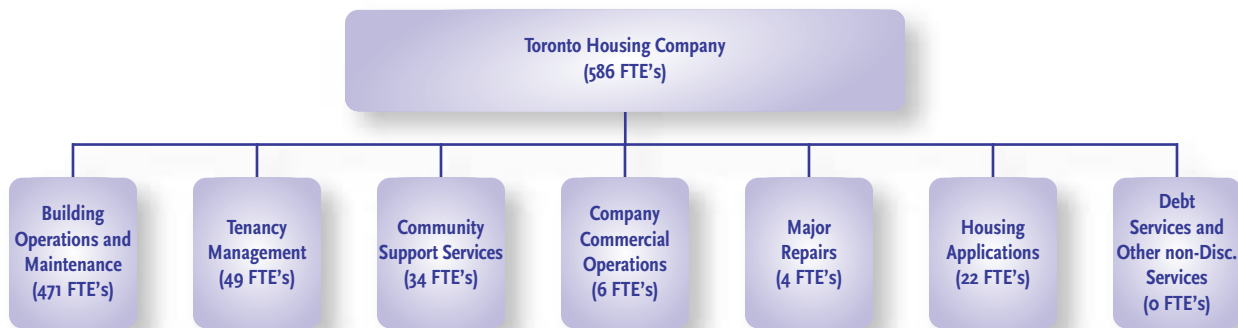 Toronto Housing Company
(586 FTE’s)
Building
Operations and
Maintenance
(471 FTE’s)
Tenancy
Management
(49 FTE’s)
Community
Support Services
(34 FTE’s)
Company
Commercial
Operations
(6 FTE’s)
Major
Repairs
(4 FTE’s)
Housing
Applications
(22 FTE’s)
Debt
Services and
Other non-Disc.
Services
(0 FTE’s)